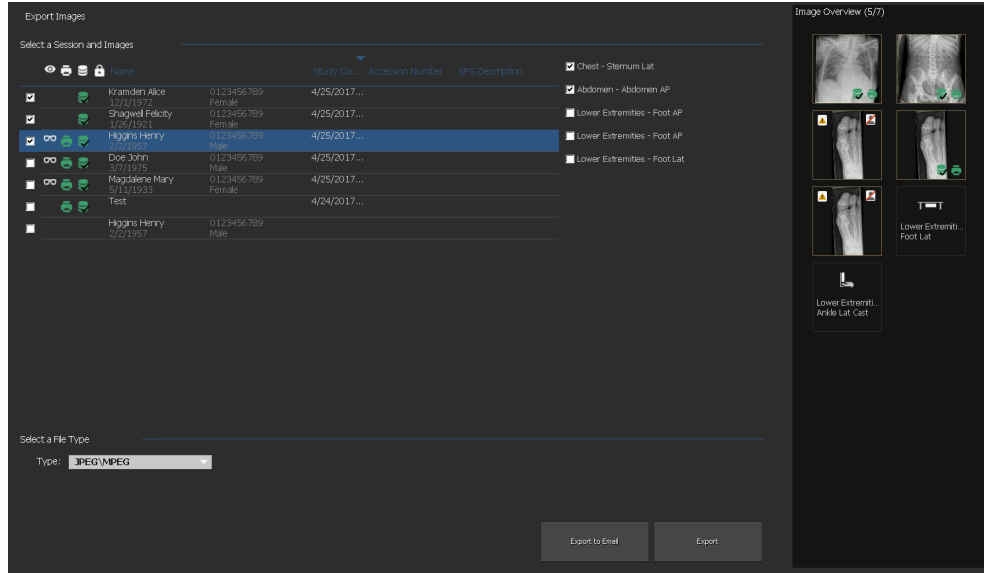 Export Images
Image Overview (5/7)
Select a Session and Images
Name |
Study Da...
Accession Number
SPS Description
Kramden Alice
0123456789
4/25/2017...
12/1/1972
Female
Shagwell Felicity
0123456789
4/25/2017...
1/26/1921
Female
Higgins Henry
0123456789
4/25/2017...
2/2/1957
Male
Doe John
0123456789
4/25/2017...
3/7/1975
Male
Magdalene Mary
0123456789
4/25/2017...
5/11/1933
Female
Test
4/24/2017...
Higgins Henry
0123456789
2/2/1957
Male
Chest - Sternum Lat
Abdomen - Abdomen AP
Lower Extremities - Foot AP
Lower Extremities - Foot AP
Lower Extremities - Foot Lat
Lower Extremiti...
Foot Lat
Lower Extremiti...
Ankle Lat Cast
Select a File Type
Type:
JPEG\MPEG
Export to Email
Export